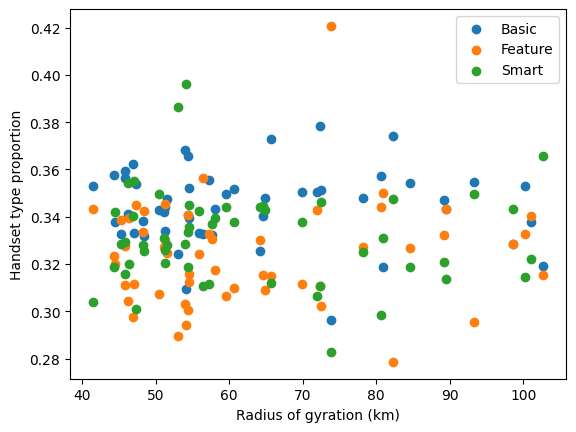 Basic
Feature
Smart
Handset type proportion
0.42
0.40
0.38
0.36
0.34
0.32
0.30
0.28
40 50 60 70 80 90 100
Radius of gyration (km)